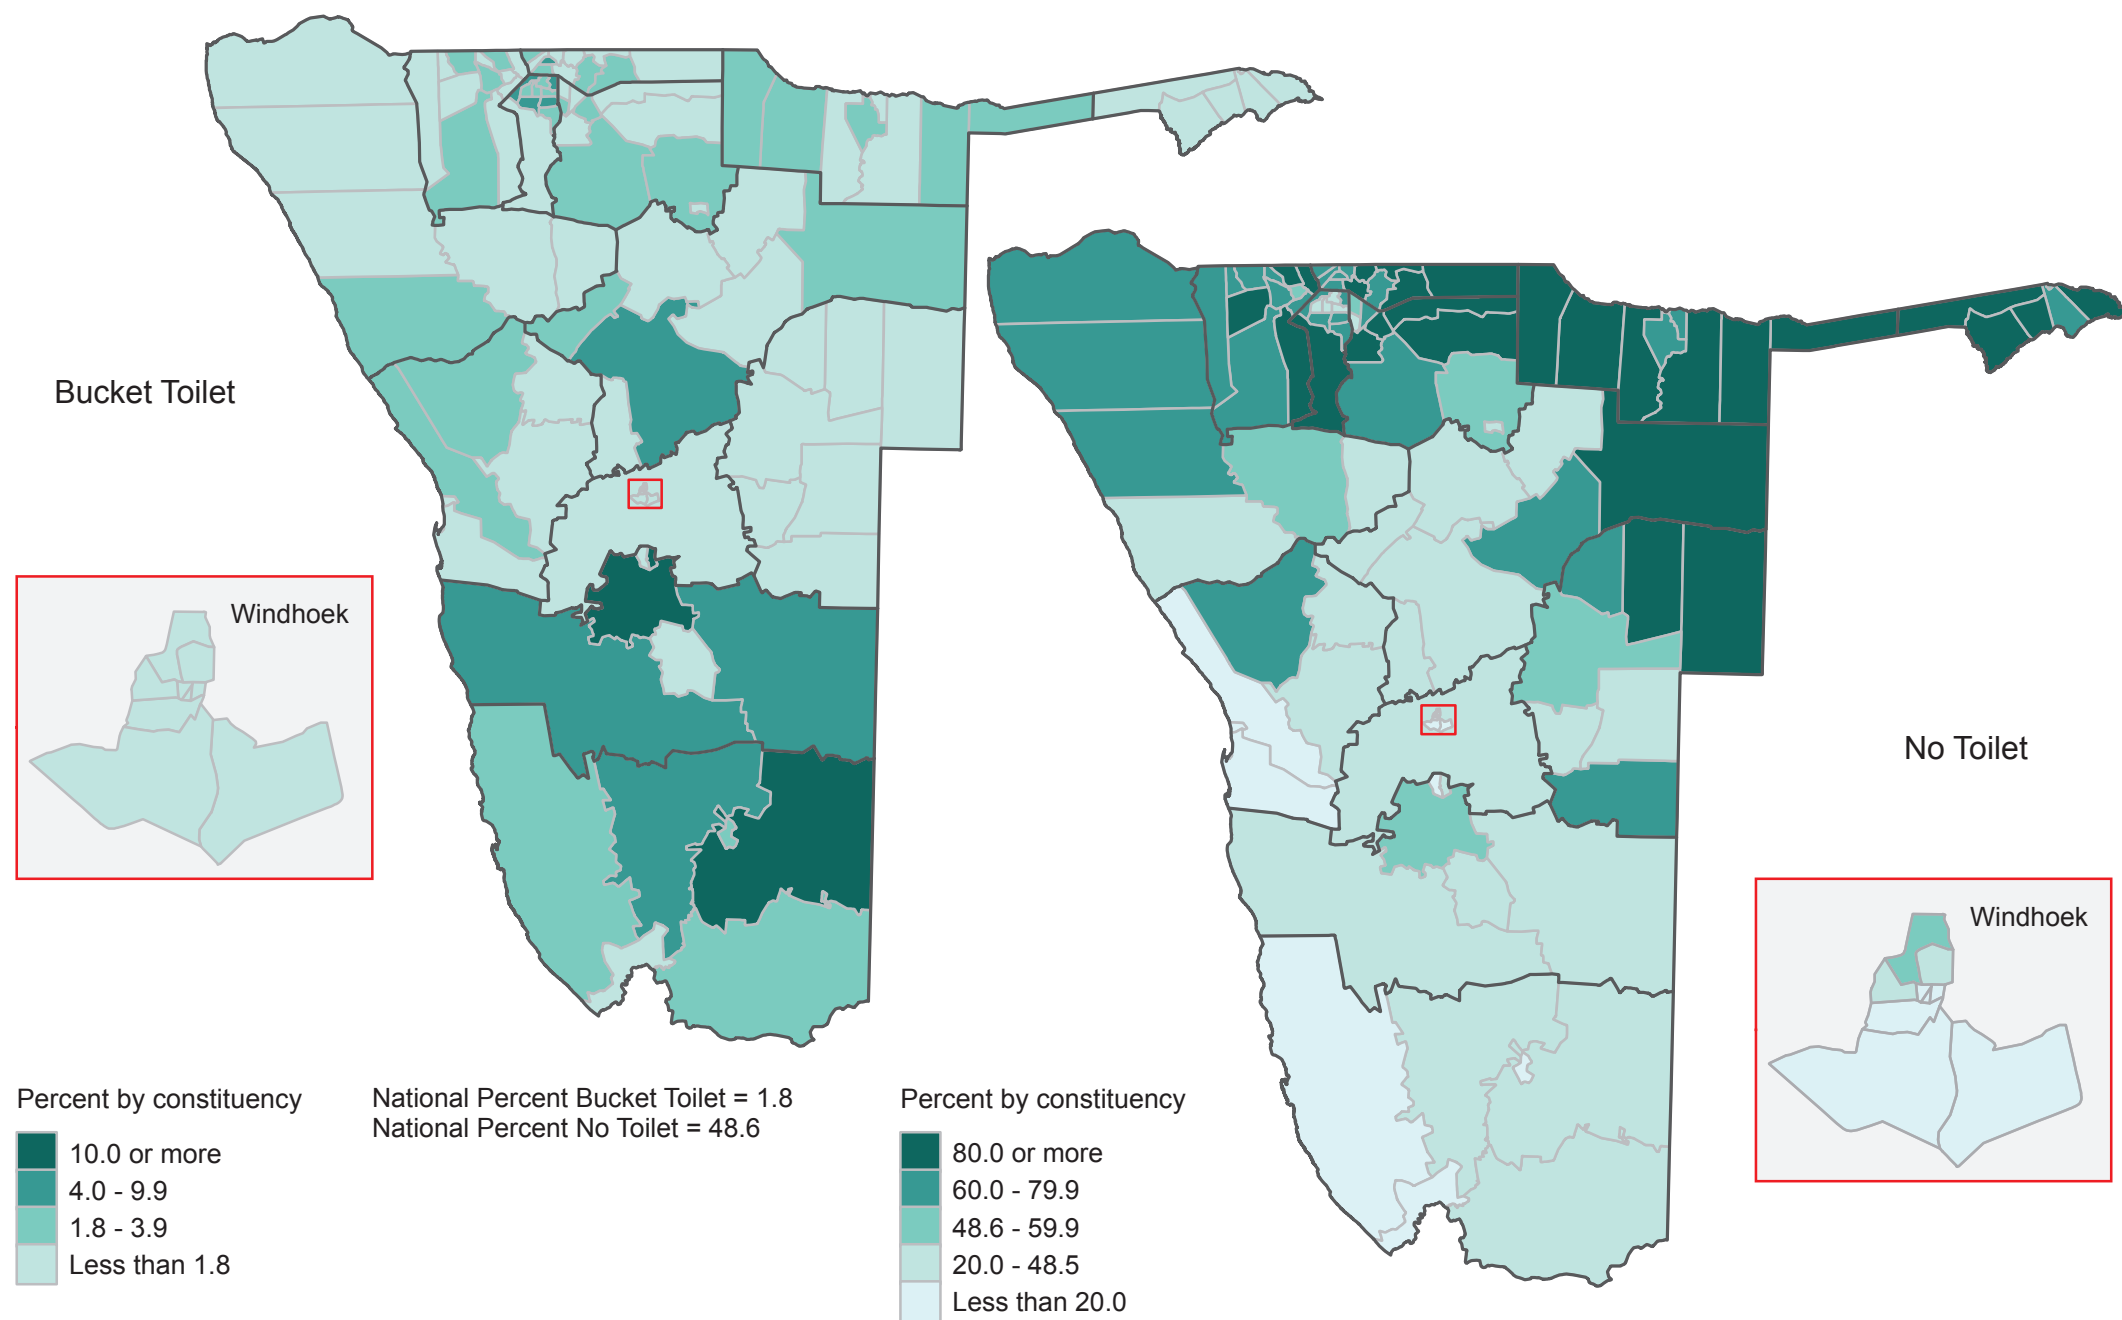 Bucket Toilet
Windhoek
No Toilet
Windhoek
Percent by constituency
10.0 or more
4.0 - 9.9
1.8 - 3.9
Less than 1.8
National Percent Bucket Toilet = 1.8
National Percent No Toilet = 48.6
Percent by constituency
80.0 or more
60.0 - 79.9
48.6 - 59.9
20.0 - 48.5
Less than 20.0